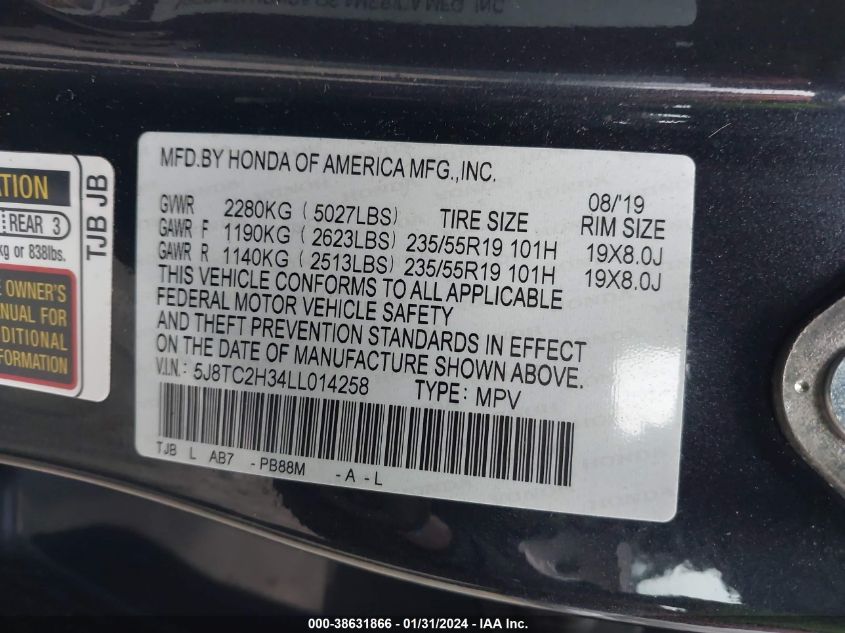 MFD.BY HONDA OF AMERICA MFG.,INC.
08/'19
GVWR 2280KG ( 5027LBS) TIRE SIZE RIM SIZE
GAWR F 1190KG ( 2623LBS) 235/55R19 101H 19X8.0J
GAWR R 1140KG ( 2513LBS) 235/55R19 101H 19X8.0J
THIS VEHICLE CONFORMS TO ALL APPLICABLE
FEDERAL MOTOR VEHICLE SAFETY
AND THEFT PREVENTION STANDARDS IN EFFECT
ON THE DATE OF MANUFACTURE SHOWN ABOVE.
V.I.N: 5J8TC2H34LL014258 TYPE: MPV
TJB L AB7 -PB88M -A -L
REAR 3
kg or 838lbs.
OWNER'S
FOR
TJB JB
000-38631866 - 01/31/2024 - IAA Inc.